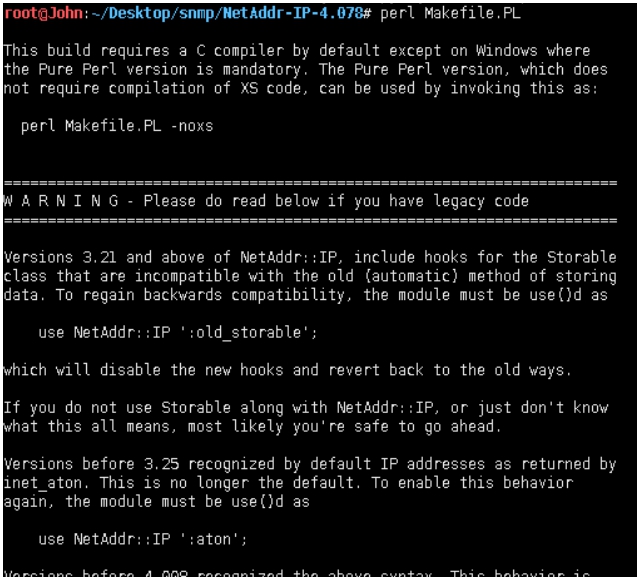 root@John:~/Desktop/snmp/NetAddr-IP-4.078# perl Makefile.PL
This build requires a C compiler by default except on Windows where
the Pure Perl version is mandatory. The Pure Perl version, which does
not require compilation of XS code, can be used by invoking this as:
perl Makefile.PL -noxs
======================================================================
W A R N I N G - Please do read below if you have legacy code
======================================================================
Versions 3.21 and above of NetAddr::IP, include hooks for the Storable
class that are incompatible with the old (automatic) method of storing
data. To regain backwards compatibility, the module must be use()d as
use NetAddr::IP ':old_storable';
which will disable the new hooks and revert back to the old ways.
If you do not use Storable along with NetAddr::IP, or just don't know
what this all means, most likely you're safe to go ahead.
Versions before 3.25 recognized by default IP addresses as returned by
inet_aton. This is no longer the default. To enable this behavior
again, the module must be use()d as
use NetAddr::IP ':aton';
Versions before 4.008 recognized the above syntax. This behavior is